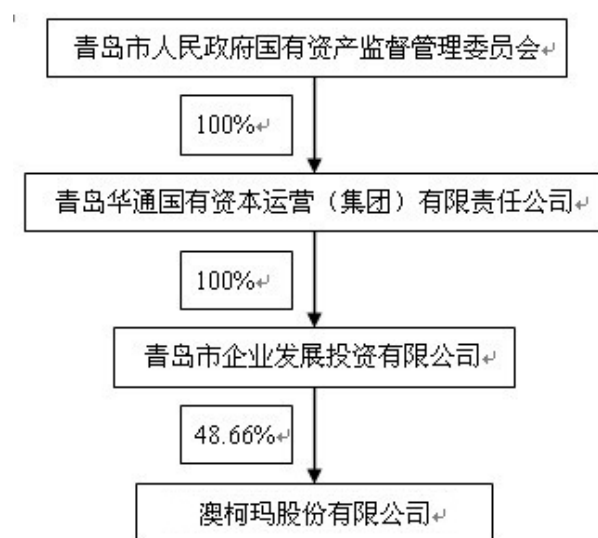 青岛市人民政府国有资产监督管理委员会
100%
青岛华通国有资本运营（集团）有限责任公司
100%
青岛市企业发展投资有限公司
48.66%
澳柯玛股份有限公司